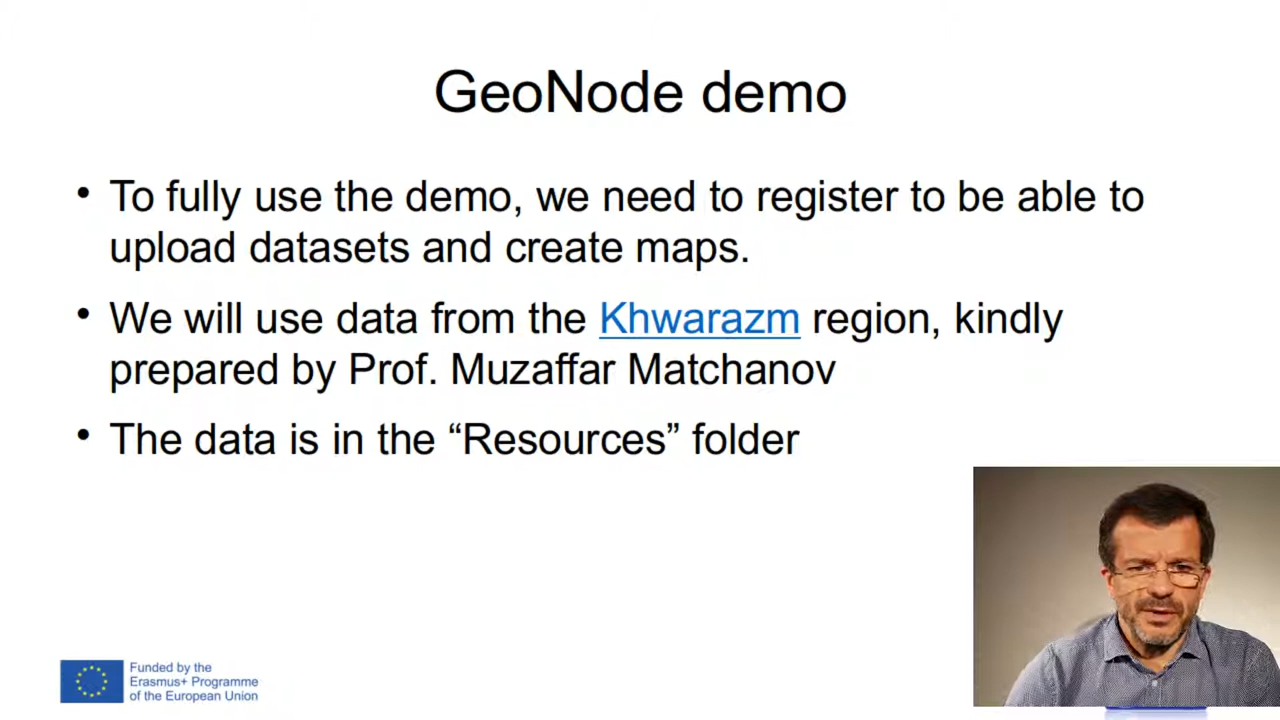 GeoNode demo
• To fully use the demo, we need to register to be able to
upload datasets and create maps.
• We will use data from the Khwarazm region, kindly
prepared by Prof. Muzaffar Matchanov
• The data is in the “Resources” folder
Funded by the
Erasmus+ Programme
of the European Union